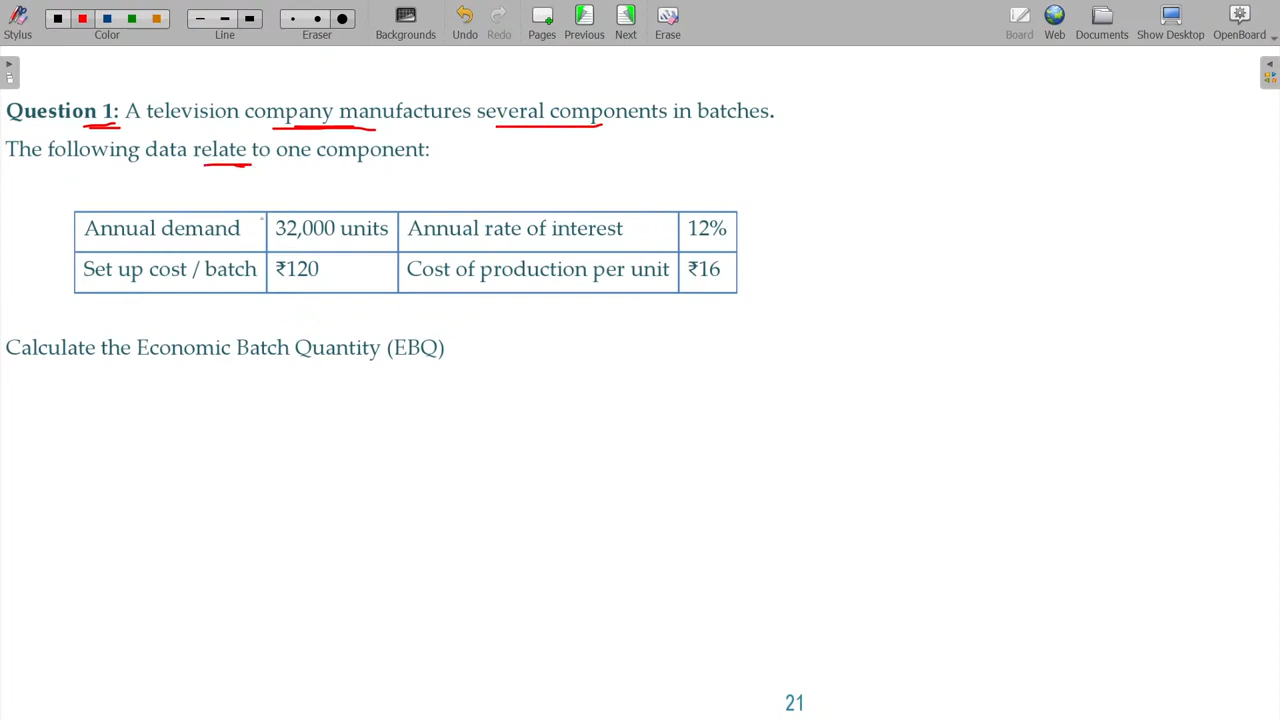 Stylus Color Line Eraser Backgrounds Undo Redo Pages Previous Next Erase Board Web Documents Show Desktop OpenBoard
Question 1: A television company manufactures several components in batches.
The following data relate to one component:
Annual demand 32,000 units Annual rate of interest 12%
Set up cost / batch ₹120 Cost of production per unit ₹16
Calculate the Economic Batch Quantity (EBQ)
21